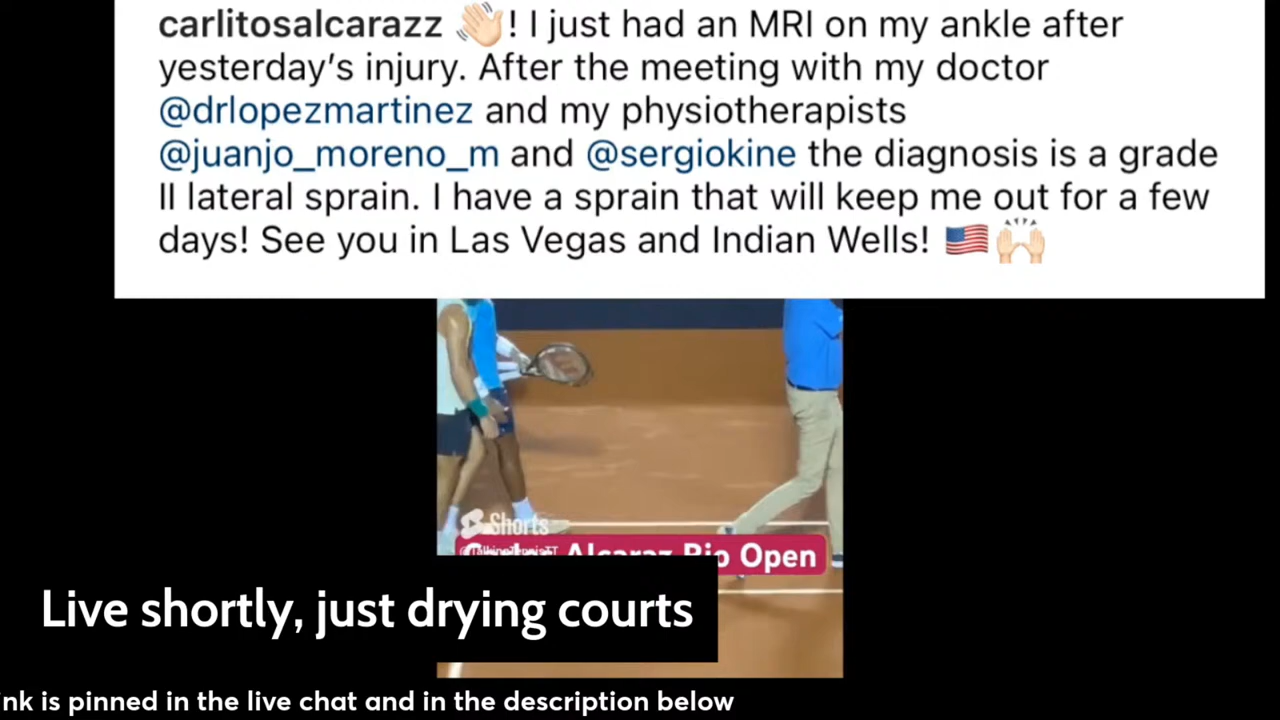 carlitosalcarazz 👋🏻! I just had an MRI on my ankle after
yesterday’s injury. After the meeting with my doctor
@drlopezmartinez and my physiotherapists
@juanjo_moreno_m and @sergiokine the diagnosis is a grade
II lateral sprain. I have a sprain that will keep me out for a few
days! See you in Las Vegas and Indian Wells! 🇺🇸🙌🏻
Shorts
@TalkingTennisTT
Alcaraz Rio Open
Live shortly, just drying courts
is pinned in the live chat and in the description below